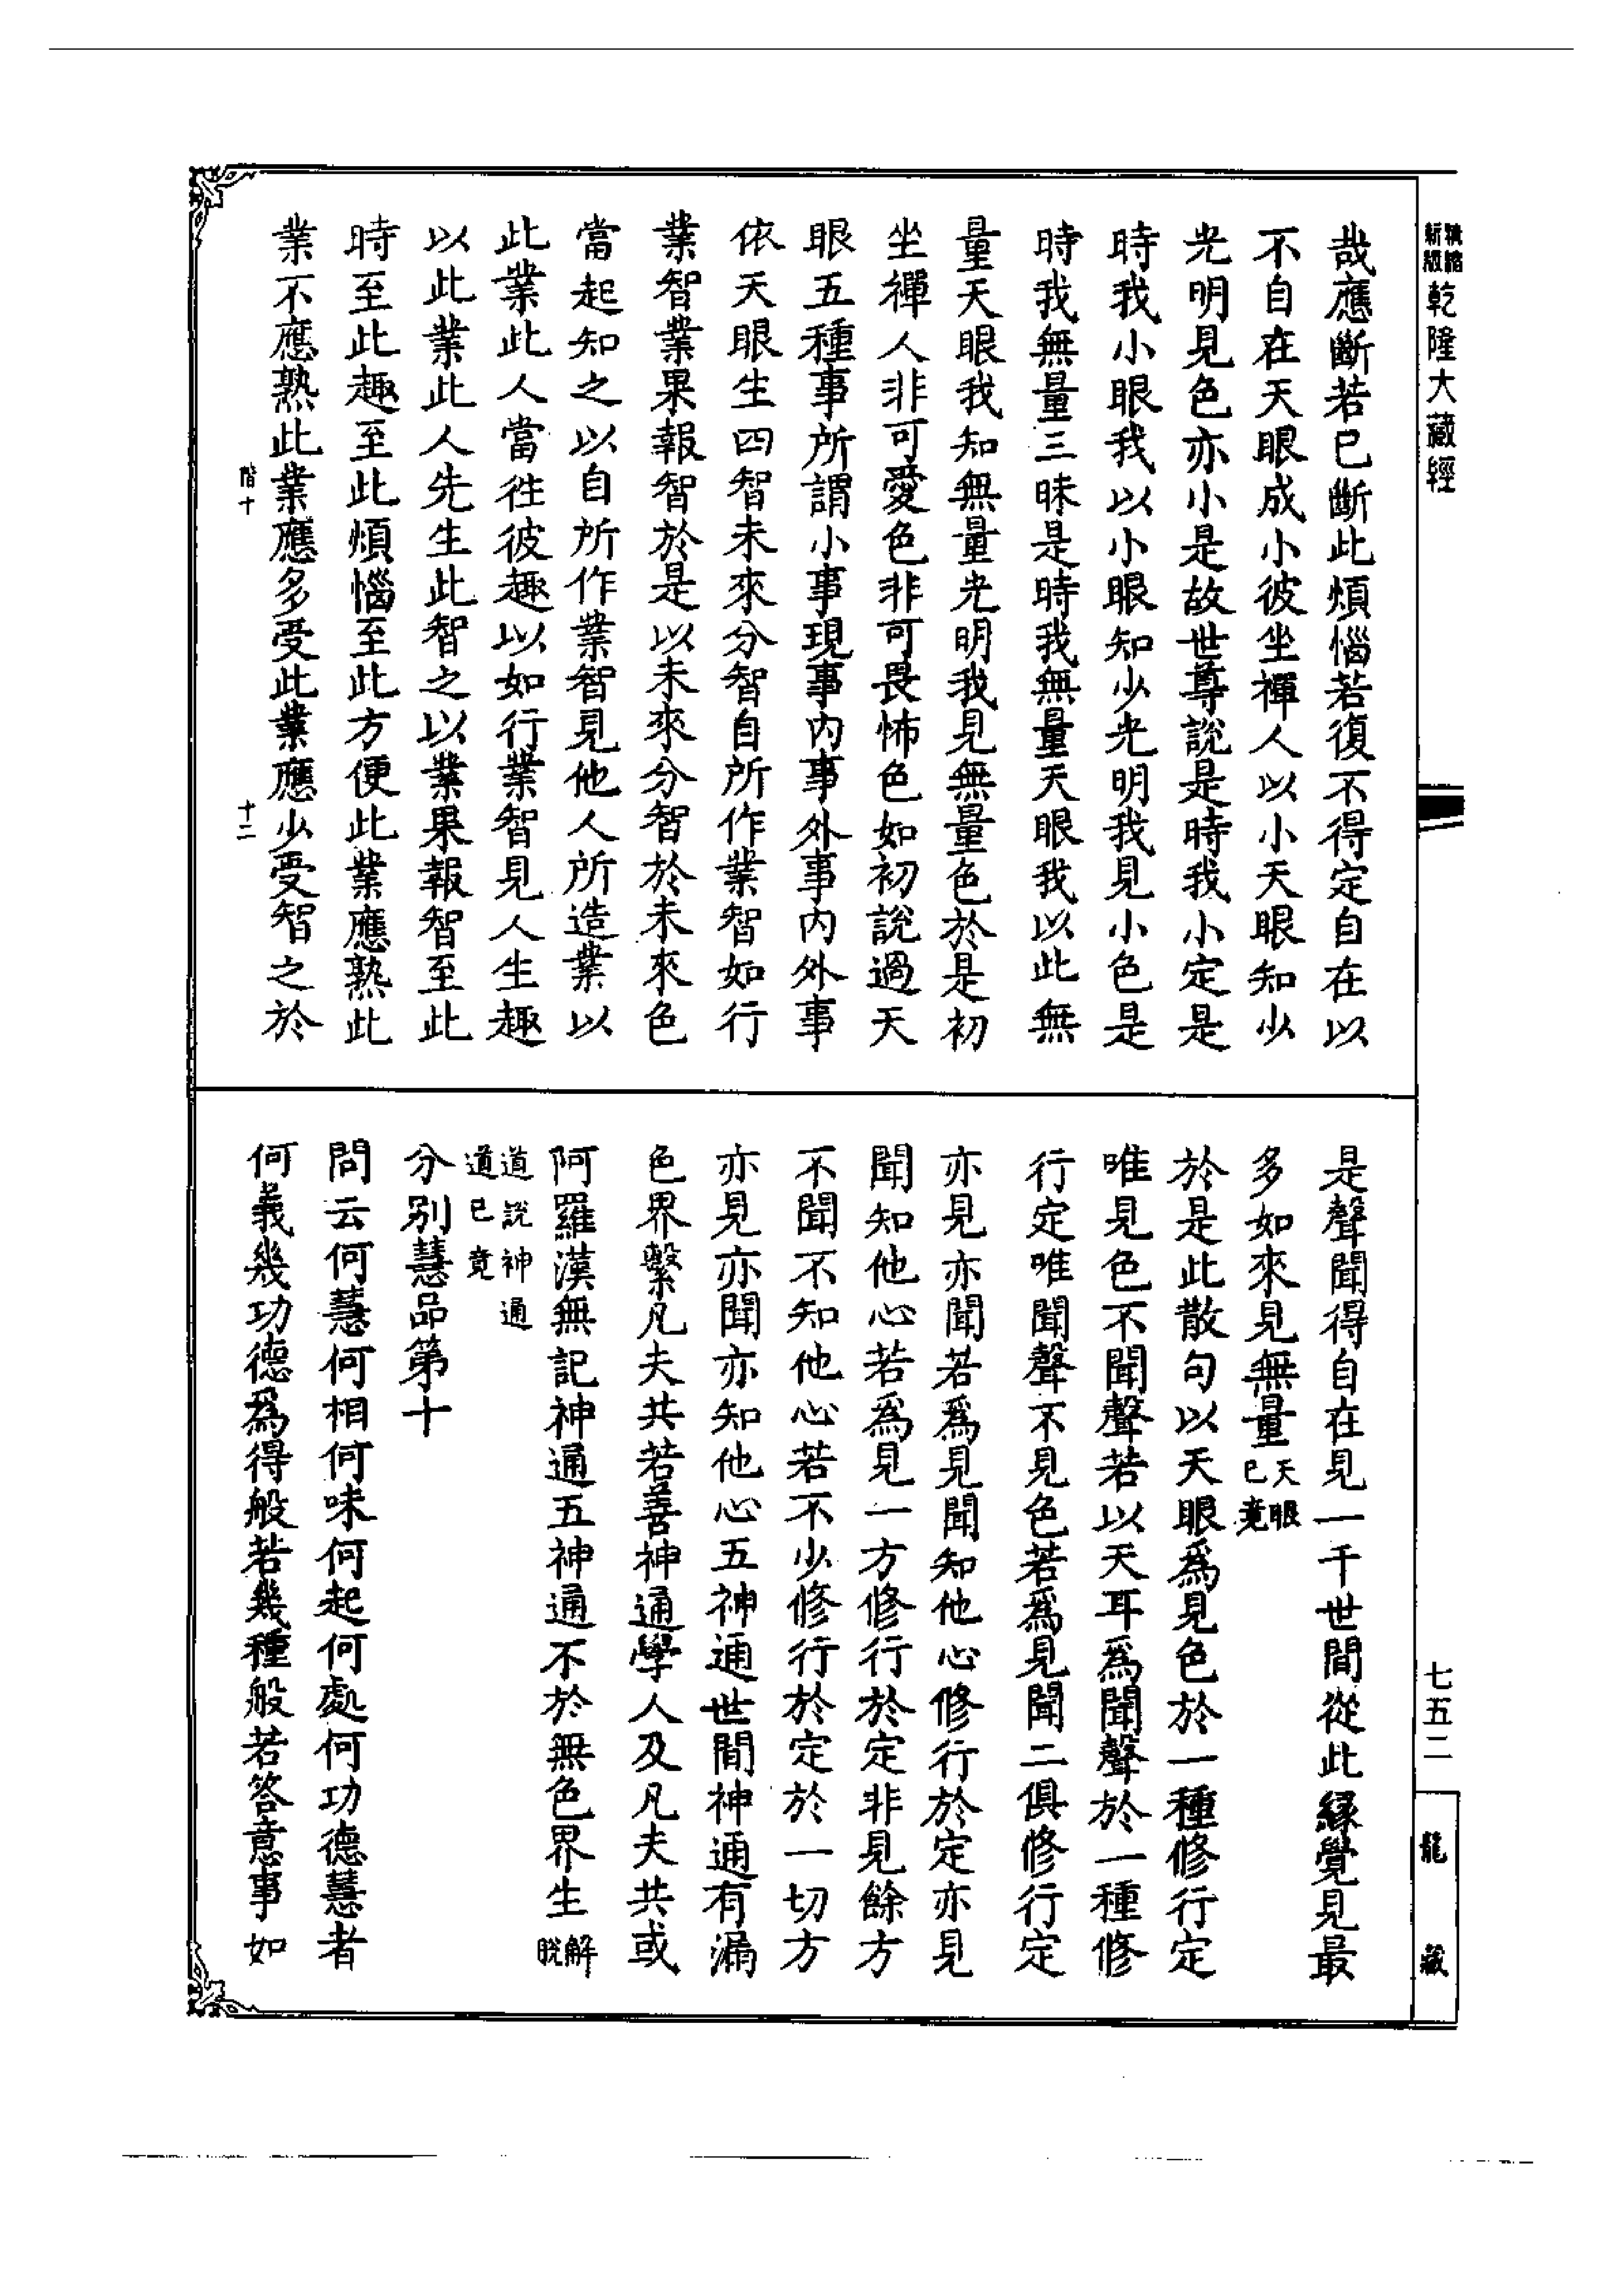 精縮新版乾隆大藏經
哉應斷若已斷此煩惱若復不得定自在以
不自在天眼成小彼坐禪人以小天眼知少
光明見色亦小是故世尊說是時我小定是
時我小眼我以小眼知少光明我見小色是
時我無量三昧是時我無量天眼我以此無
量天眼我知無量光明我見無量色於是初
坐禪人非可愛色非可畏怖色如初說過天
眼五種事所謂小事現事內事外事內外事
依天眼生四智未來分智自所作業智如行
業智業果報智於是以未來分智於未來色
當起知之以自所作業智見他人所造業以
此業此人當往彼趣以如行業智見人生趣
以此業此人先生此智之以業果報智至此
時至此趣至此煩惱至此方便此業應熟此
業不應熟此業應多受此業應少受智之於
階十 十二
是聲聞得自在見一千世間從此緣覺見最
多如來見無量天眼已竟
於是此散句以天眼為見色於一種修行定
唯見色不聞聲若以天耳為聞聲於一種修
行定唯聞聲不見色若為見聞二俱修行定
亦見亦聞若為見聞知他心修行於定亦見
聞知他心若為見一方修行於定非見餘方
不聞不知他心若不少修行於定於一切方
亦見亦聞亦知他心五神通世間神通有漏
色界繫凡夫共若善神通學人及凡夫共或
阿羅漢無記神通五神通不於無色界生解脫
道說神通道已竟
分別慧品第十
問云何慧何相何味何起何處何功德慧者
何義幾功德為得般若幾種般若答意事如
七五二
龍藏